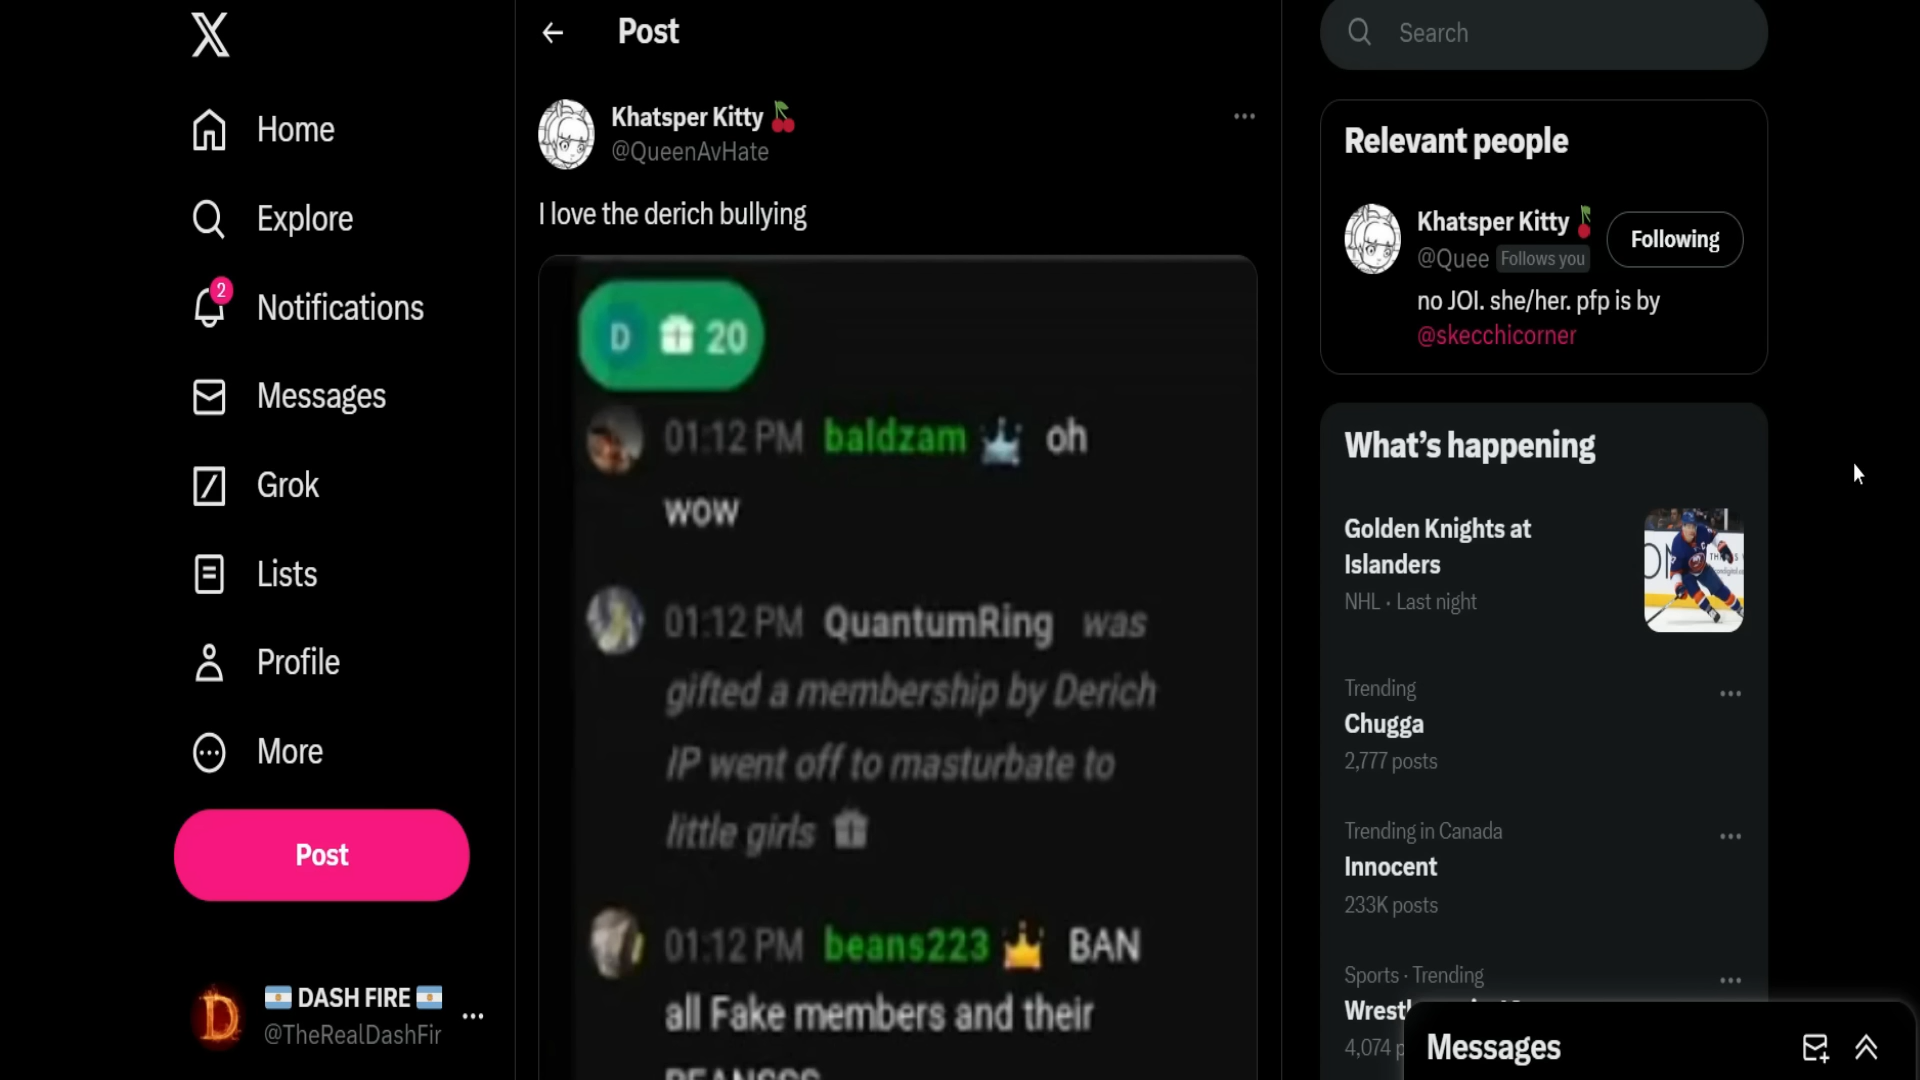 X
Home
Explore
2
Notifications
Messages
Grok
Lists
Profile
More
Post
DASH FIRE
@TheRealDashFir
Post
Khatsper Kitty
@QueenAvHate
I love the derich bullying
D 20
01:12 PM baldzam oh
wow
01:12 PM QuantumRing was
gifted a membership by Derich
IP went off to masturbate to
little girls
01:12 PM beans223 BAN
all Fake members and their
Search
Relevant people
Khatsper Kitty
@Quee Follows you
Following
no JOI. she/her. pfp is by
@skecchicorner
What's happening
Golden Knights at
Islanders
NHL · Last night
Trending
Chugga
2,777 posts
Trending in Canada
Innocent
233K posts
Sports · Trending
4,074
Messages